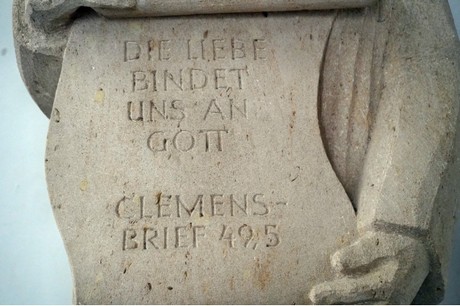 DIE LIEBE
BINDET
UNS AN
GOTT
CLEMENS-
BRIEF 49,5